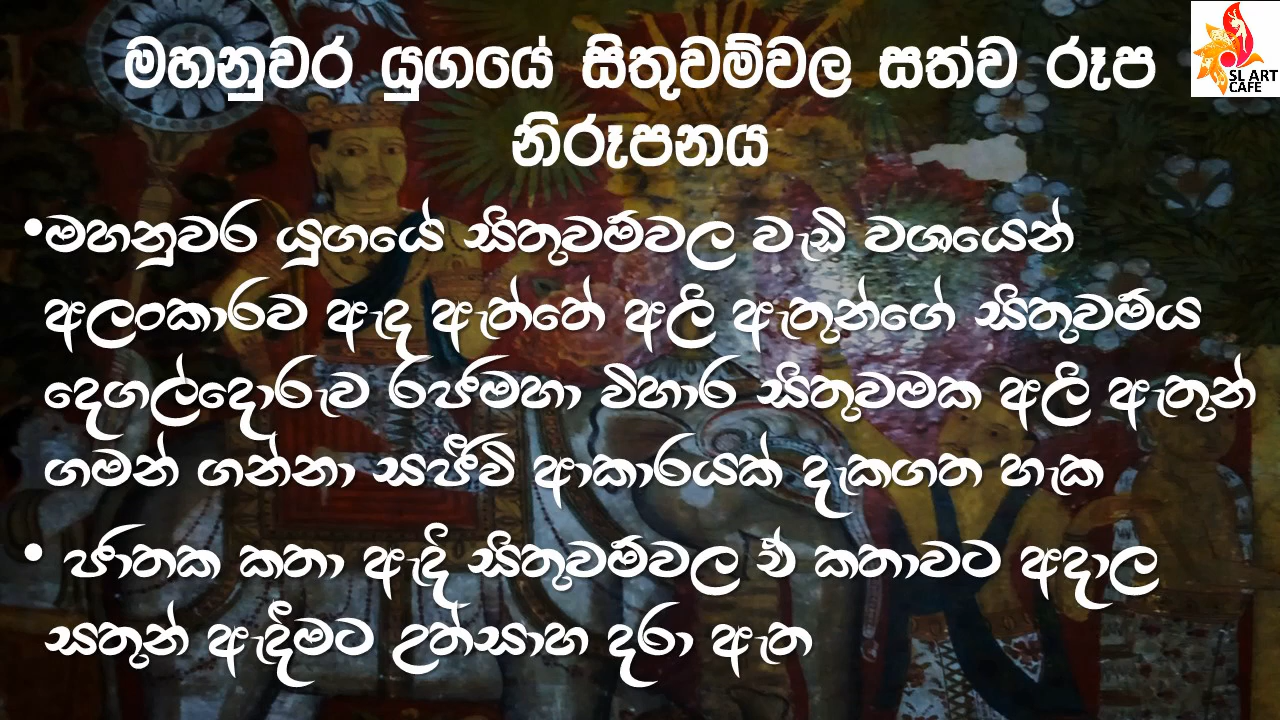 SL ART
CAFE
මහනුවර යුගයේ සිතුවම්වල සත්ව රූප
නිරූපනය
•මහනුවර යුගයේ සිතුවම්වල වැඩි වශයෙන්
අලංකාරව ඇද ඇත්තේ අලි ඇතුන්ගේ සිතුවම්ය
දෙගල්දොරුව රජමහා විහාර සිතුවමක අලි ඇතුන්
ගමන් ගන්නා සජීවි ආකාරයක් දැකගත හැක
• ජාතක කතා ඇදි සිතුවම්වල ඒ කතාවට අදාල
සතුන් ඇදීමට උත්සාහ දරා ඇත